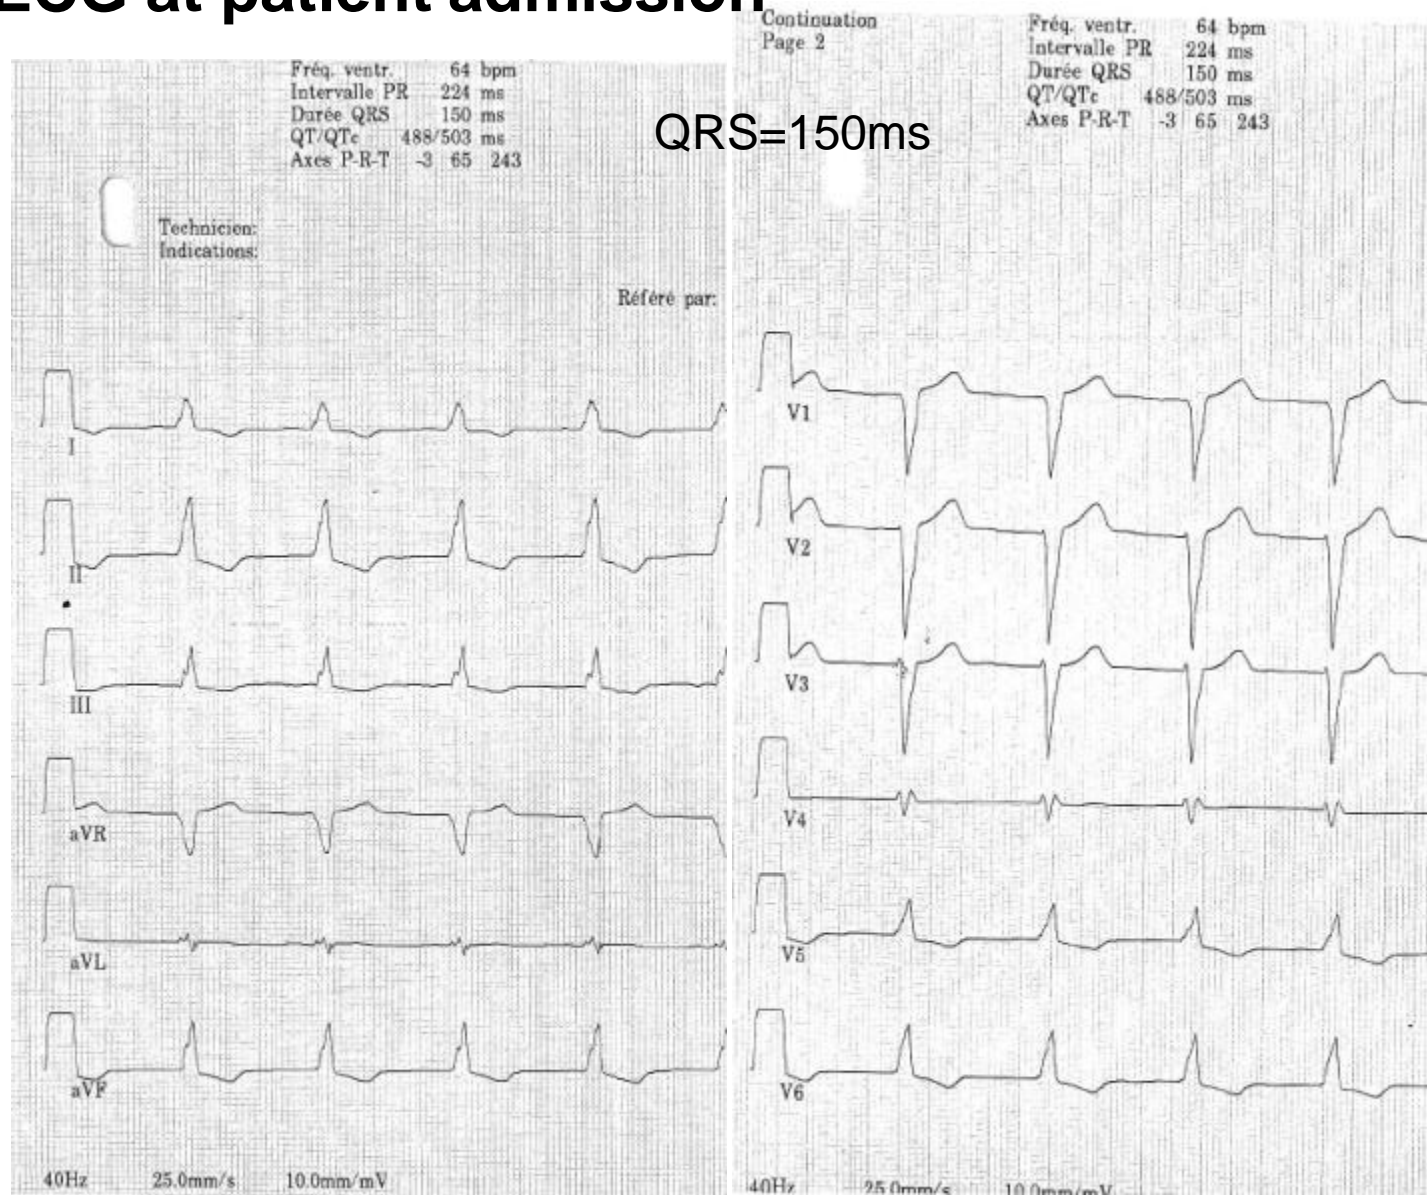 ECG at patient admission
Fréq. ventr. 64 bpm
Intervalle PR 224 ms
Durée QRS 150 ms
QT/QTc 488/503 ms
Axes P-R-T -3 65 243
Technicien:
Indications:
Référé par:
I
II
III
aVR
aVL
aVF
40Hz 25.0mm/s 10.0mm/mV
QRS=150ms
Continuation
Page 2
Fréq. ventr. 64 bpm
Intervalle PR 224 ms
Durée QRS 150 ms
QT/QTc 488/503 ms
Axes P-R-T -3 65 243
V1
V2
V3
V4
V5
V6
40Hz 25.0mm/s 10.0mm/mV